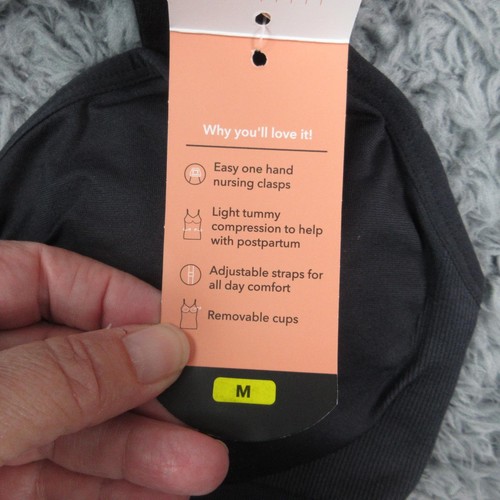 Why you'll love it!
Easy one hand
nursing clasps
Light tummy
compression to help
with postpartum
Adjustable straps for
all day comfort
Removable cups
M